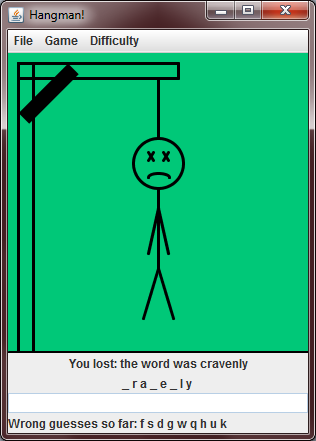 Hangman!
File Game Difficulty
You lost: the word was cravenly
_ r a _ e _ l y
Wrong guesses so far: f s d g w q h u k